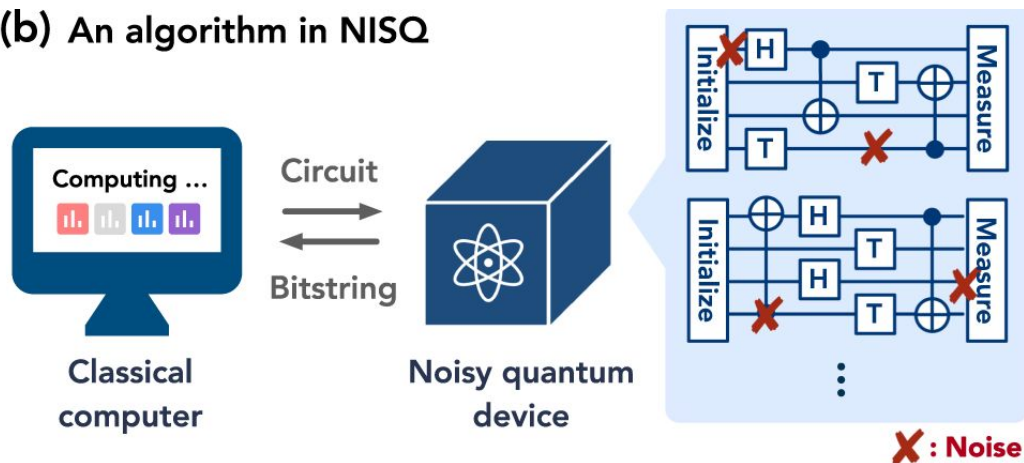 (b) An algorithm in NISQ
Computing ...
Circuit
Bitstring
Classical
computer
Noisy quantum
device
Initialize
H
T
T
Measure
Initialize
H
T
H
T
Measure
: Noise